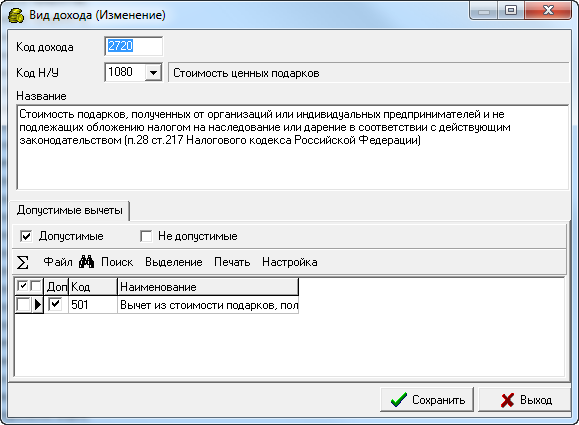 Вид дохода (Изменение)
Код дохода 2720
Код Н/У 1080 Стоимость ценных подарков
Название
Стоимость подарков, полученных от организаций или индивидуальных предпринимателей и не
подлежащих обложению налогом на наследование или дарение в соответствии с действующим
законодательством (п.28 ст.217 Налогового кодекса Российской Федерации)
Допустимые вычеты
Допустимые Не допустимые
Σ Файл Поиск Выделение Печать Настройка
Доп Код Наименование
501 Вычет из стоимости подарков, пол
Сохранить Выход